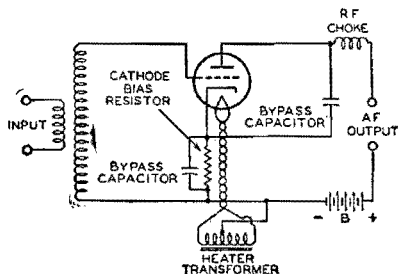 R F
CHOKE
CATHODE
BIAS
RESISTOR
INPUT
BYPASS
CAPACITOR
AF
OUTPUT
BYPASS
CAPACITOR
- B +
HEATER
TRANSFORMER